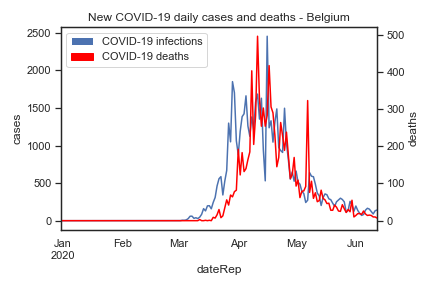 New COVID-19 daily cases and deaths - Belgium
COVID-19 infections
COVID-19 deaths
2500
2000
1500
1000
500
0
cases
500
400
300
200
100
0
deaths
Jan Feb Mar Apr May Jun
2020
dateRep